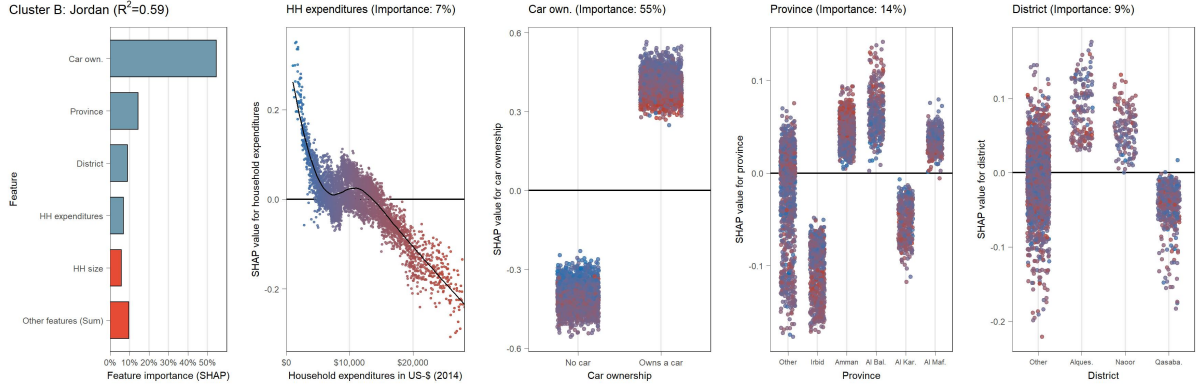 Cluster B: Jordan (R²=0.59)
Feature
Car own.
Province
District
HH expenditures
HH size
Other features (Sum)
0% 10% 20% 30% 40% 50%
Feature importance (SHAP)
HH expenditures (Importance: 7%)
SHAP value for household expenditures
0.2
0.0
-0.2
$0 $10,000 $20,000
Household expenditures in US-$ (2014)
Car own. (Importance: 55%)
SHAP value for car ownership
0.6
0.3
0.0
-0.3
-0.6
No car Owns a car
Car ownership
Province (Importance: 14%)
SHAP value for province
0.1
0.0
-0.1
Other Irbid Amman Al Bal. Al Kar. Al Maf.
Province
District (Importance: 9%)
SHAP value for district
0.1
0.0
-0.1
-0.2
Other Alques. Naoor Qasaba.
District